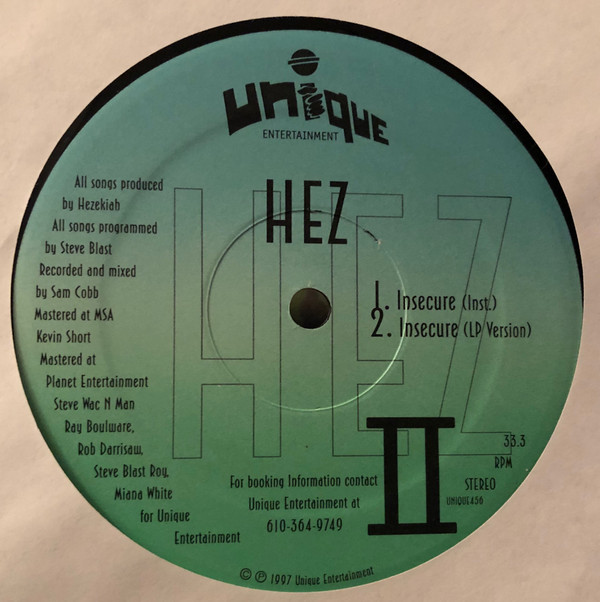 unique
ENTERTAINMENT
HEZ
HEZ
All songs produced
by Hezekiah
All songs programmed
by Steve Blast
Recorded and mixed
by Sam Cobb
Mastered at MSA
Kevin Short
Mastered at
Planet Entertainment
Steve Wac N Man
Ray Boulware,
Rob Darrisaw,
Steve Blast Roy,
Miana White
for Unique
Entertainment
1. Insecure (Inst.)
2. Insecure (LP Version)
For booking Information contact
Unique Entertainment at
610-364-9749
II
33.3
RPM
STEREO
UNIQUE456
© ℗ 1997 Unique Entertainment